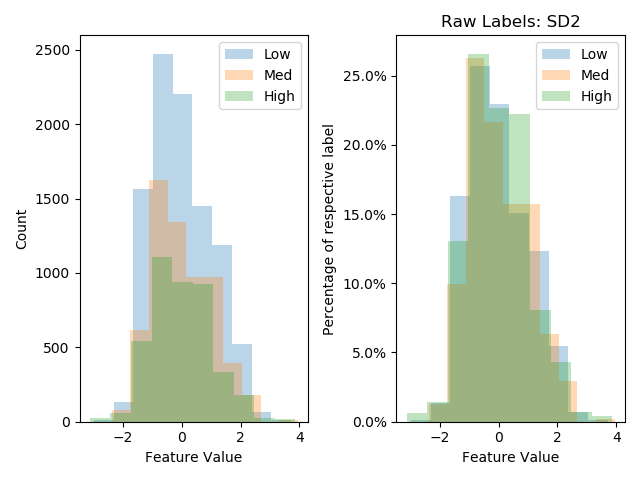 Raw Labels: SD2
2500
2000
1500
1000
500
0
Count
−2
0
2
4
Feature Value
Low
Med
High
25.0%
20.0%
15.0%
10.0%
5.0%
0.0%
Percentage of respective label
−2
0
2
4
Feature Value
Low
Med
High